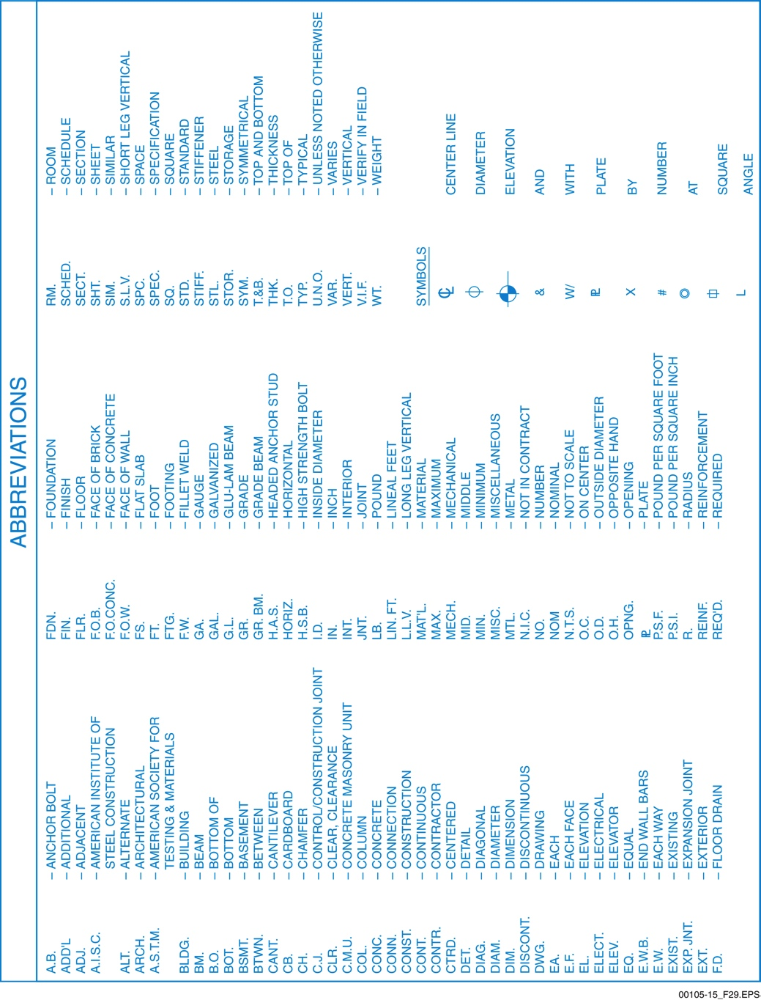 ABBREVIATIONS
A.B. – ANCHOR BOLT
ADD'L – ADDITIONAL
ADJ. – ADJACENT
A.I.S.C. – AMERICAN INSTITUTE OF
STEEL CONSTRUCTION
ALT. – ALTERNATE
ARCH. – ARCHITECTURAL
A.S.T.M. – AMERICAN SOCIETY FOR
TESTING & MATERIALS
BLDG. – BUILDING
BM. – BEAM
B.O. – BOTTOM OF
BOT. – BOTTOM
BSMT. – BASEMENT
BTWN. – BETWEEN
CANT. – CANTILEVER
CB. – CARDBOARD
CH. – CHAMFER
C.J. – CONTROL/CONSTRUCTION JOINT
CLR. – CLEAR, CLEARANCE
C.M.U. – CONCRETE MASONRY UNIT
COL. – COLUMN
CONC. – CONCRETE
CONN. – CONNECTION
CONST. – CONSTRUCTION
CONT. – CONTINUOUS
CONTR. – CONTRACTOR
CTRD. – CENTERED
DET. – DETAIL
DIAG. – DIAGONAL
DIAM. – DIAMETER
DIM. – DIMENSION
DISCONT. – DISCONTINUOUS
DWG. – DRAWING
EA. – EACH
E.F. – EACH FACE
EL. – ELEVATION
ELECT. – ELECTRICAL
ELEV. – ELEVATOR
EQ. – EQUAL
E.W.B. – END WALL BARS
E.W. – EACH WAY
EXIST. – EXISTING
EXP. JNT. – EXPANSION JOINT
EXT. – EXTERIOR
F.D. – FLOOR DRAIN
FDN. – FOUNDATION
FIN. – FINISH
FLR. – FLOOR
F.O.B. – FACE OF BRICK
F.O.CONC. – FACE OF CONCRETE
F.O.W. – FACE OF WALL
FS. – FLAT SLAB
FT. – FOOT
FTG. – FOOTING
F.W. – FILLET WELD
GA. – GAUGE
GAL. – GALVANIZED
G.L. – GLU-LAM BEAM
GR. – GRADE
GR. BM. – GRADE BEAM
H.A.S. – HEADED ANCHOR STUD
HORIZ. – HORIZONTAL
H.S.B. – HIGH STRENGTH BOLT
I.D. – INSIDE DIAMETER
IN. – INCH
INT. – INTERIOR
JNT. – JOINT
LB. – POUND
LIN. FT. – LINEAL FEET
L.L.V. – LONG LEG VERTICAL
MAT'L. – MATERIAL
MAX. – MAXIMUM
MECH. – MECHANICAL
MID. – MIDDLE
MIN. – MINIMUM
MISC. – MISCELLANEOUS
MTL. – METAL
N.I.C. – NOT IN CONTRACT
NO. – NUMBER
NOM – NOMINAL
N.T.S. – NOT TO SCALE
O.C. – ON CENTER
O.D. – OUTSIDE DIAMETER
O.H. – OPPOSITE HAND
OPNG. – OPENING
PL – PLATE
P.S.F. – POUND PER SQUARE FOOT
P.S.I. – POUND PER SQUARE INCH
R. – RADIUS
REINF. – REINFORCEMENT
REQ'D. – REQUIRED
RM. – ROOM
SCHED. – SCHEDULE
SECT. – SECTION
SHT. – SHEET
SIM. – SIMILAR
S.L.V. – SHORT LEG VERTICAL
SPC. – SPACE
SPEC. – SPECIFICATION
SQ. – SQUARE
STD. – STANDARD
STIFF. – STIFFENER
STL. – STEEL
STOR. – STORAGE
SYM. – SYMMETRICAL
T.&B. – TOP AND BOTTOM
THK. – THICKNESS
T.O. – TOP OF
TYP. – TYPICAL
U.N.O. – UNLESS NOTED OTHERWISE
VAR. – VARIES
VERT. – VERTICAL
V.I.F. – VERIFY IN FIELD
WT. – WEIGHT
SYMBOLS
CL CENTER LINE
DIAMETER
ELEVATION
& AND
W/ WITH
PL PLATE
X BY
# NUMBER
◎ AT
SQUARE
L ANGLE
00105-15_F29.EPS